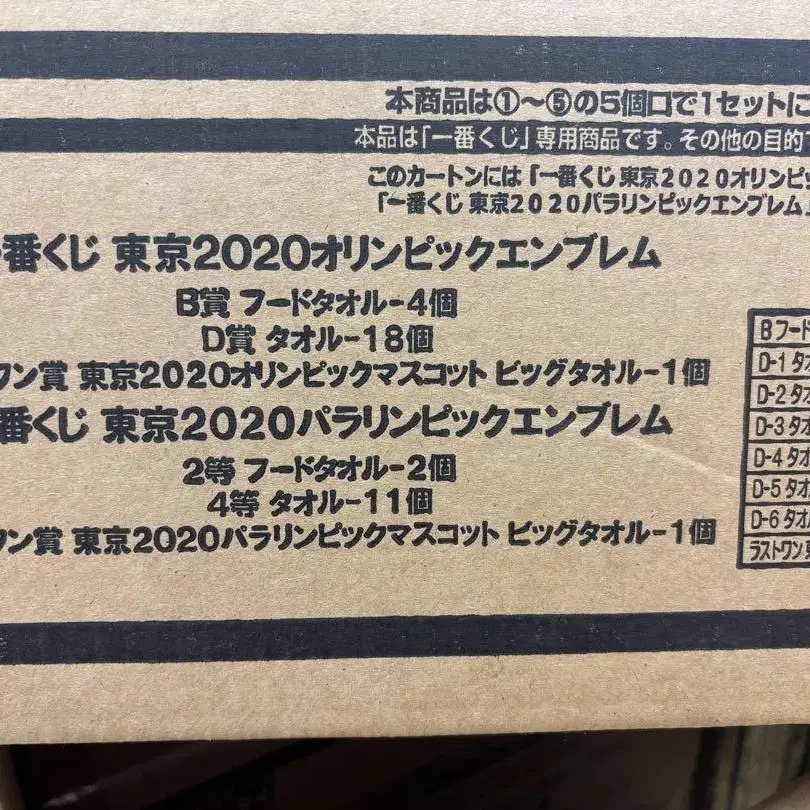 本商品は①～⑤の5個口で1セットに
本品は「一番くじ」専用商品です。その他の目的
このカートンには「一番くじ 東京2020オリンピッ
「一番くじ 東京2020パラリンピックエンブレム
一番くじ 東京2020オリンピックエンブレム
B賞 フードタオル-4個
D賞 タオル-18個
ワン賞 東京2020オリンピックマスコット ビッグタオル-1個
番くじ 東京2020パラリンピックエンブレム
2等 フードタオル-2個
4等 タオル-11個
ワン賞 東京2020パラリンピックマスコット ビッグタオル-1個
B フード
D-1 タオ
D-2 タオ
D-3 タオ
D-4 タオ
D-5 タオ
D-6 タオ
ラストワン